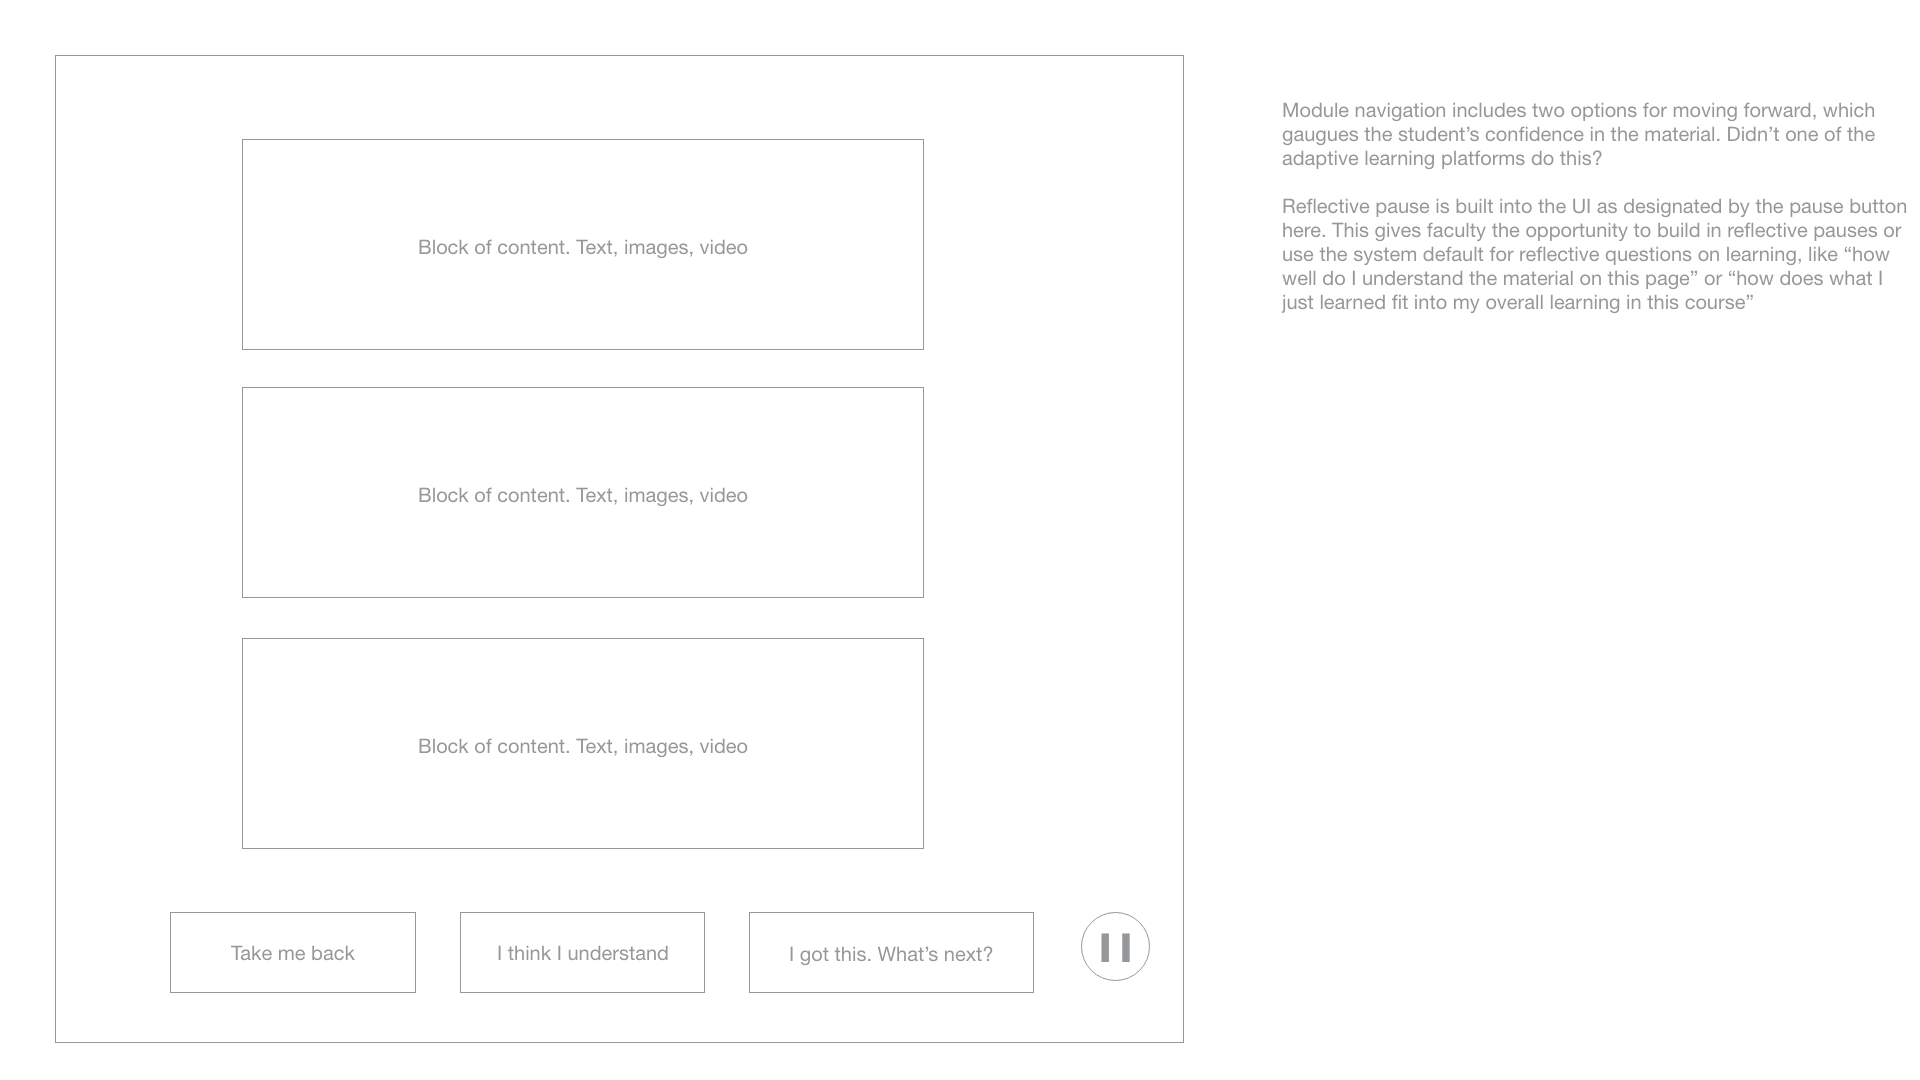 Block of content. Text, images, video
Block of content. Text, images, video
Block of content. Text, images, video
Take me back
I think I understand
I got this. What’s next?
Module navigation includes two options for moving forward, which
gaugues the student’s confidence in the material. Didn’t one of the
adaptive learning platforms do this?
Reflective pause is built into the UI as designated by the pause button
here. This gives faculty the opportunity to build in reflective pauses or
use the system default for reflective questions on learning, like “how
well do I understand the material on this page” or “how does what I
just learned fit into my overall learning in this course”